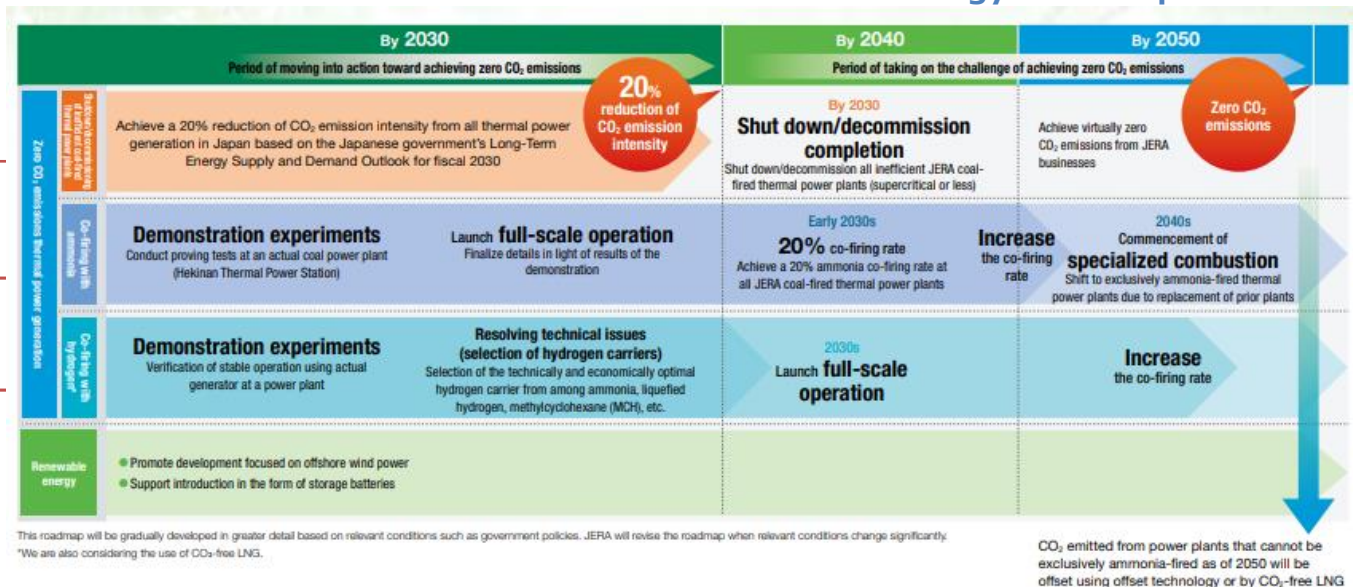 By 2030
Period of moving into action toward achieving zero CO₂ emissions
By 2040
By 2050
Period of taking on the challenge of achieving zero CO₂ emissions
Zero CO₂ emissions thermal power generation
Shutdown/decommissioning
of inefficient coal-fired
thermal power plants
Achieve a 20% reduction of CO₂ emission intensity from all thermal power
generation in Japan based on the Japanese government's Long-Term
Energy Supply and Demand Outlook for fiscal 2030
20%
reduction of
CO₂ emission
intensity
By 2030
Shut down/decommission
completion
Shut down/decommission all inefficient JERA coal-
fired thermal power plants (supercritical or less)
Achieve virtually zero
CO₂ emissions from JERA
businesses
Zero CO₂
emissions
Co-firing with
ammonia
Demonstration experiments
Conduct proving tests at an actual coal power plant
(Hekinan Thermal Power Station)
Launch full-scale operation
Finalize details in light of results of the
demonstration
Early 2030s
20% co-firing rate
Achieve a 20% ammonia co-firing rate at
all JERA coal-fired thermal power plants
Increase
the co-firing
rate
2040s
Commencement of
specialized combustion
Shift to exclusively ammonia-fired thermal
power plants due to replacement of prior plants
Co-firing with
hydrogen*
Demonstration experiments
Verification of stable operation using actual
generator at a power plant
Resolving technical issues
(selection of hydrogen carriers)
Selection of the technically and economically optimal
hydrogen carrier from among ammonia, liquefied
hydrogen, methylcyclohexane (MCH), etc.
2030s
Launch full-scale
operation
Increase
the co-firing rate
Renewable
energy
● Promote development focused on offshore wind power
● Support introduction in the form of storage batteries
This roadmap will be gradually developed in greater detail based on relevant conditions such as government policies. JERA will revise the roadmap when relevant conditions change significantly.
*We are also considering the use of CO₂-free LNG.
CO₂ emitted from power plants that cannot be
exclusively ammonia-fired as of 2050 will be
offset using offset technology or by CO₂-free LNG